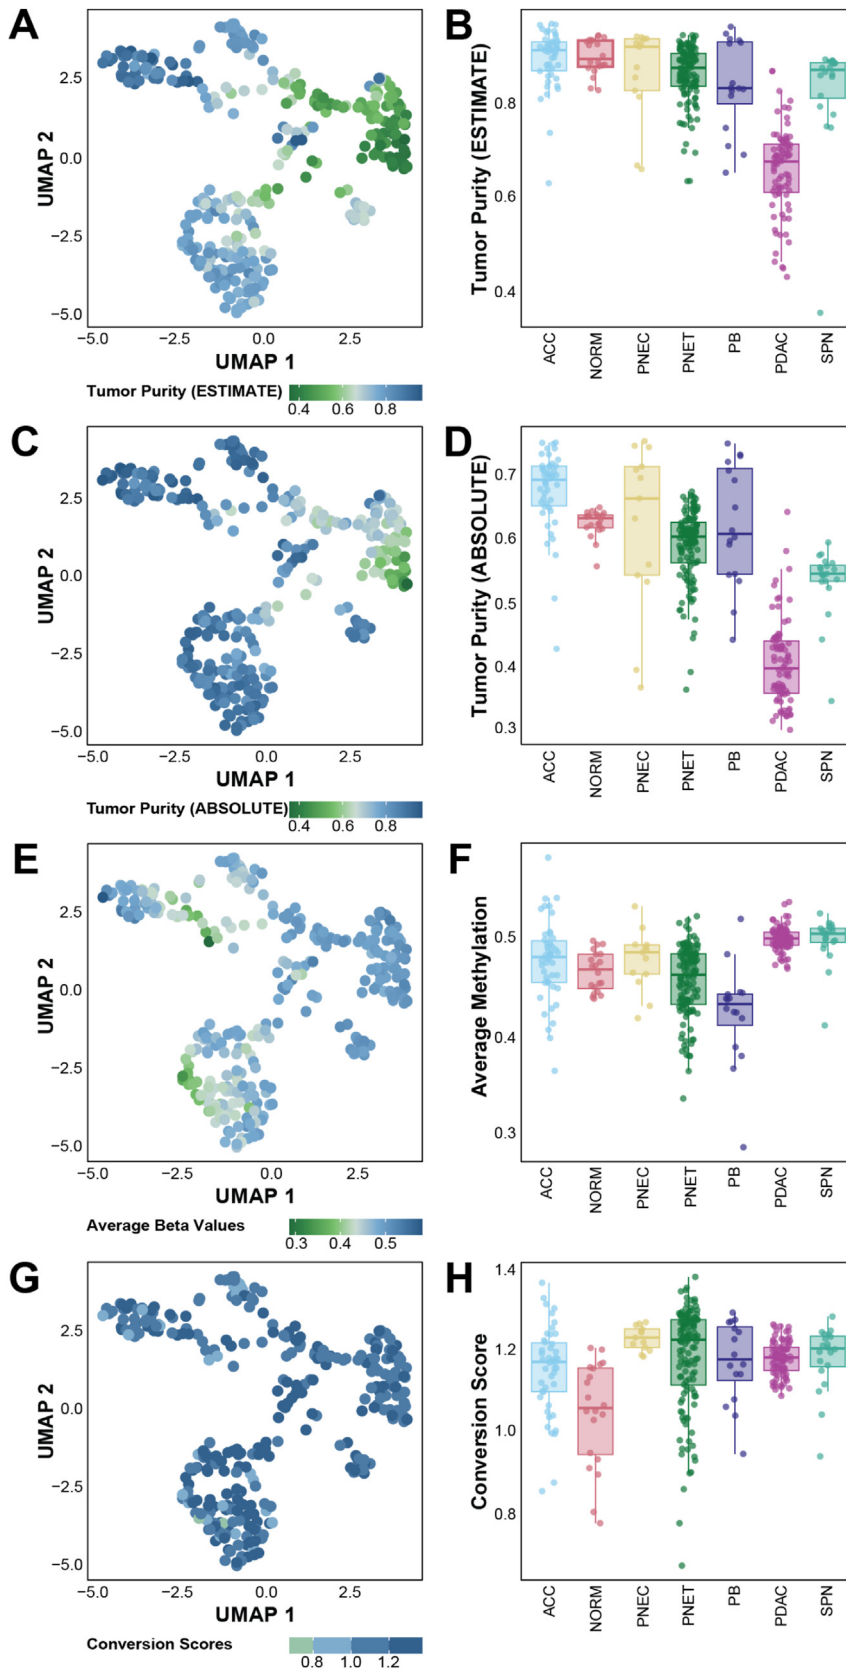 A
UMAP 2
2.5
0.0
−2.5
−5.0
−5.0
−2.5
0.0
2.5
UMAP 1
Tumor Purity (ESTIMATE)
0.4 0.6 0.8
B
Tumor Purity (ESTIMATE)
0.8
0.6
0.4
ACC
NORM
PNEC
PNET
PB
PDAC
SPN
C
UMAP 2
2.5
0.0
−2.5
−5.0
−5.0
−2.5
0.0
2.5
UMAP 1
Tumor Purity (ABSOLUTE)
0.4 0.6 0.8
D
Tumor Purity (ABSOLUTE)
0.7
0.6
0.5
0.4
0.3
ACC
NORM
PNEC
PNET
PB
PDAC
SPN
E
UMAP 2
2.5
0.0
−2.5
−5.0
−5.0
−2.5
0.0
2.5
UMAP 1
Average Beta Values
0.3 0.4 0.5
F
Average Methylation
0.5
0.4
0.3
ACC
NORM
PNEC
PNET
PB
PDAC
SPN
G
UMAP 2
2.5
0.0
−2.5
−5.0
−5.0
−2.5
0.0
2.5
UMAP 1
Conversion Scores
0.8 1.0 1.2
H
Conversion Score
1.4
1.2
1.0
0.8
ACC
NORM
PNEC
PNET
PB
PDAC
SPN